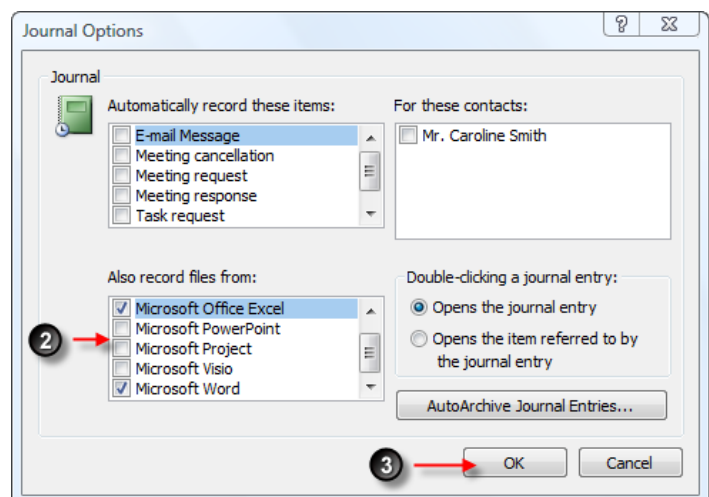 Journal Options
Journal
Automatically record these items:
E-mail Message
Meeting cancellation
Meeting request
Meeting response
Task request
For these contacts:
Mr. Caroline Smith
Also record files from:
Microsoft Office Excel
Microsoft PowerPoint
Microsoft Project
Microsoft Visio
Microsoft Word
2
Double-clicking a journal entry:
Opens the journal entry
Opens the item referred to by
the journal entry
AutoArchive Journal Entries...
3
OK
Cancel